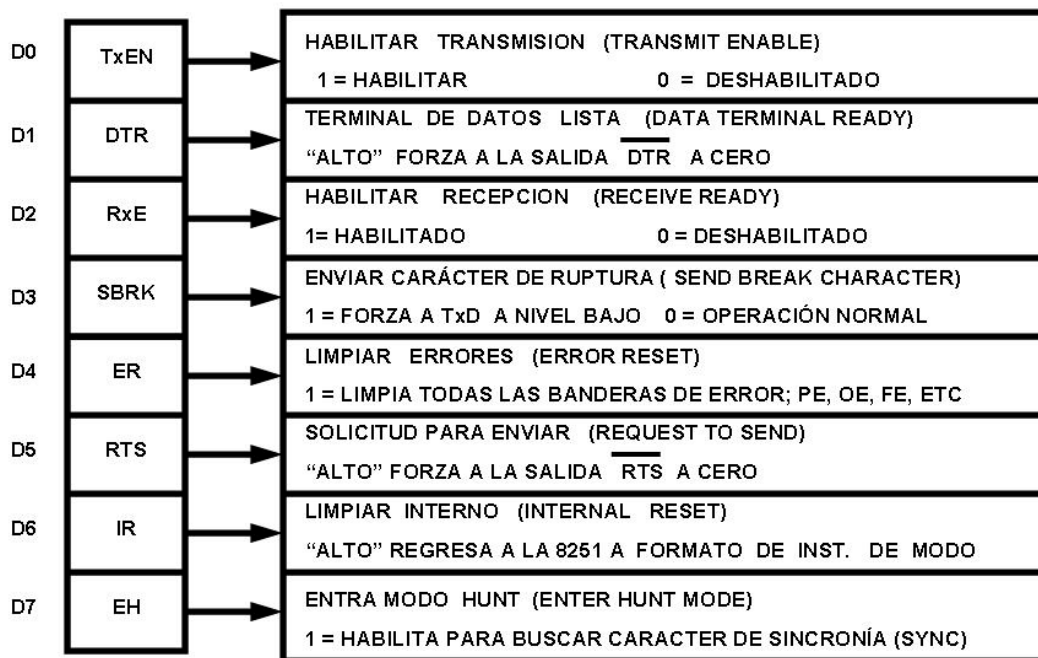 D0 TxEN HABILITAR TRANSMISION (TRANSMIT ENABLE)
1 = HABILITAR 0 = DESHABILITADO
D1 DTR TERMINAL DE DATOS LISTA (DATA TERMINAL READY)
“ALTO” FORZA A LA SALIDA DTR A CERO
D2 RxE HABILITAR RECEPCION (RECEIVE READY)
1= HABILITADO 0 = DESHABILITADO
D3 SBRK ENVIAR CARÁCTER DE RUPTURA ( SEND BREAK CHARACTER)
1 = FORZA A TxD A NIVEL BAJO 0 = OPERACIÓN NORMAL
D4 ER LIMPIAR ERRORES (ERROR RESET)
1 = LIMPIA TODAS LAS BANDERAS DE ERROR; PE, OE, FE, ETC
D5 RTS SOLICITUD PARA ENVIAR (REQUEST TO SEND)
“ALTO” FORZA A LA SALIDA RTS A CERO
D6 IR LIMPIAR INTERNO (INTERNAL RESET)
“ALTO” REGRESA A LA 8251 A FORMATO DE INST. DE MODO
D7 EH ENTRA MODO HUNT (ENTER HUNT MODE)
1 = HABILITA PARA BUSCAR CARACTER DE SINCRONÍA (SYNC)